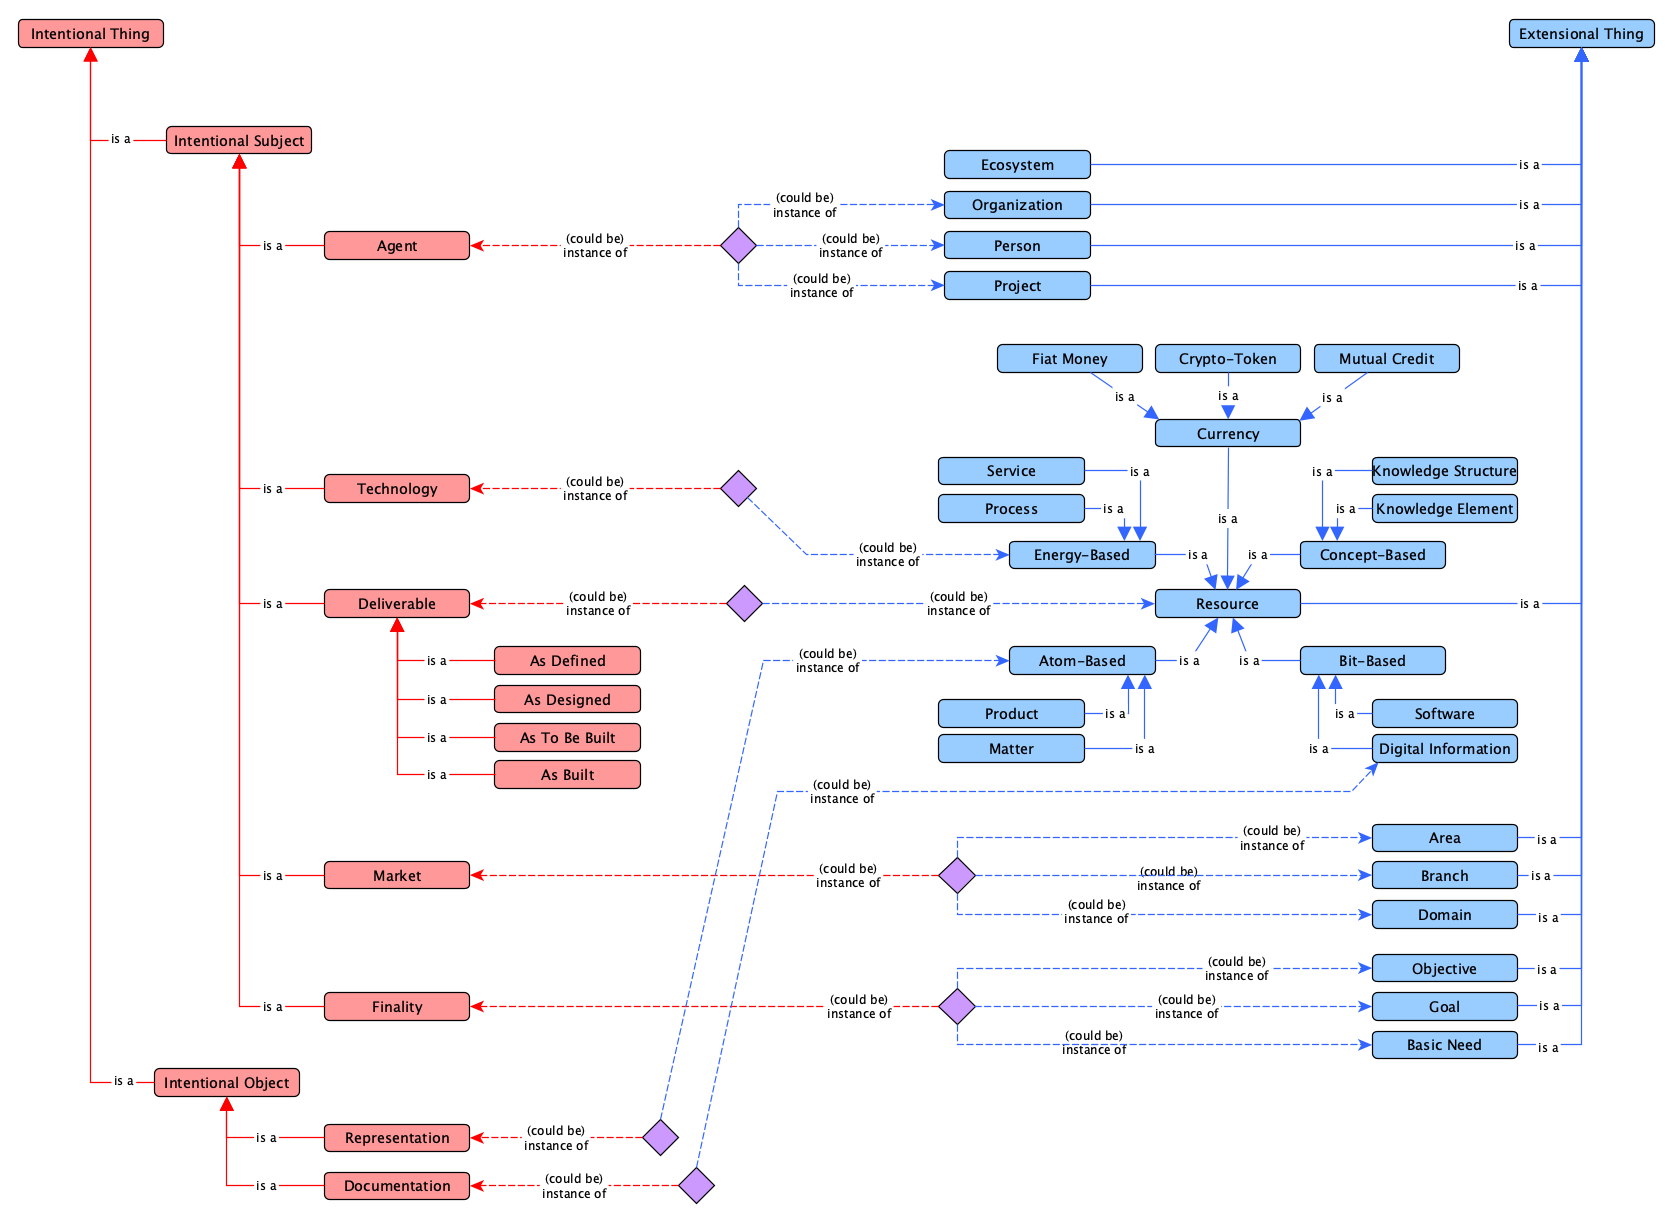 Intentional Thing
Extensional Thing
is a
Intentional Subject
Ecosystem
is a
(could be)
instance of
Organization
is a
is a
Agent
(could be)
instance of
(could be)
instance of
Person
is a
(could be)
instance of
Project
is a
Fiat Money
Crypto-Token
Mutual Credit
is a
is a
is a
Currency
Service
is a
is a
Knowledge Structure
is a
Technology
(could be)
instance of
Process
is a
is a
is a
Knowledge Element
(could be)
instance of
Energy-Based
is a
is a
Concept-Based
is a
Deliverable
(could be)
instance of
(could be)
instance of
Resource
is a
is a
As Defined
(could be)
instance of
Atom-Based
is a
is a
Bit-Based
is a
As Designed
Product
is a
is a
Software
is a
As To Be Built
Matter
is a
is a
Digital Information
is a
As Built
(could be)
instance of
(could be)
instance of
Area
is a
is a
Market
(could be)
instance of
(could be)
instance of
Branch
is a
(could be)
instance of
Domain
is a
(could be)
instance of
Objective
is a
is a
Finality
(could be)
instance of
(could be)
instance of
Goal
is a
(could be)
instance of
Basic Need
is a
is a
Intentional Object
is a
Representation
(could be)
instance of
is a
Documentation
(could be)
instance of